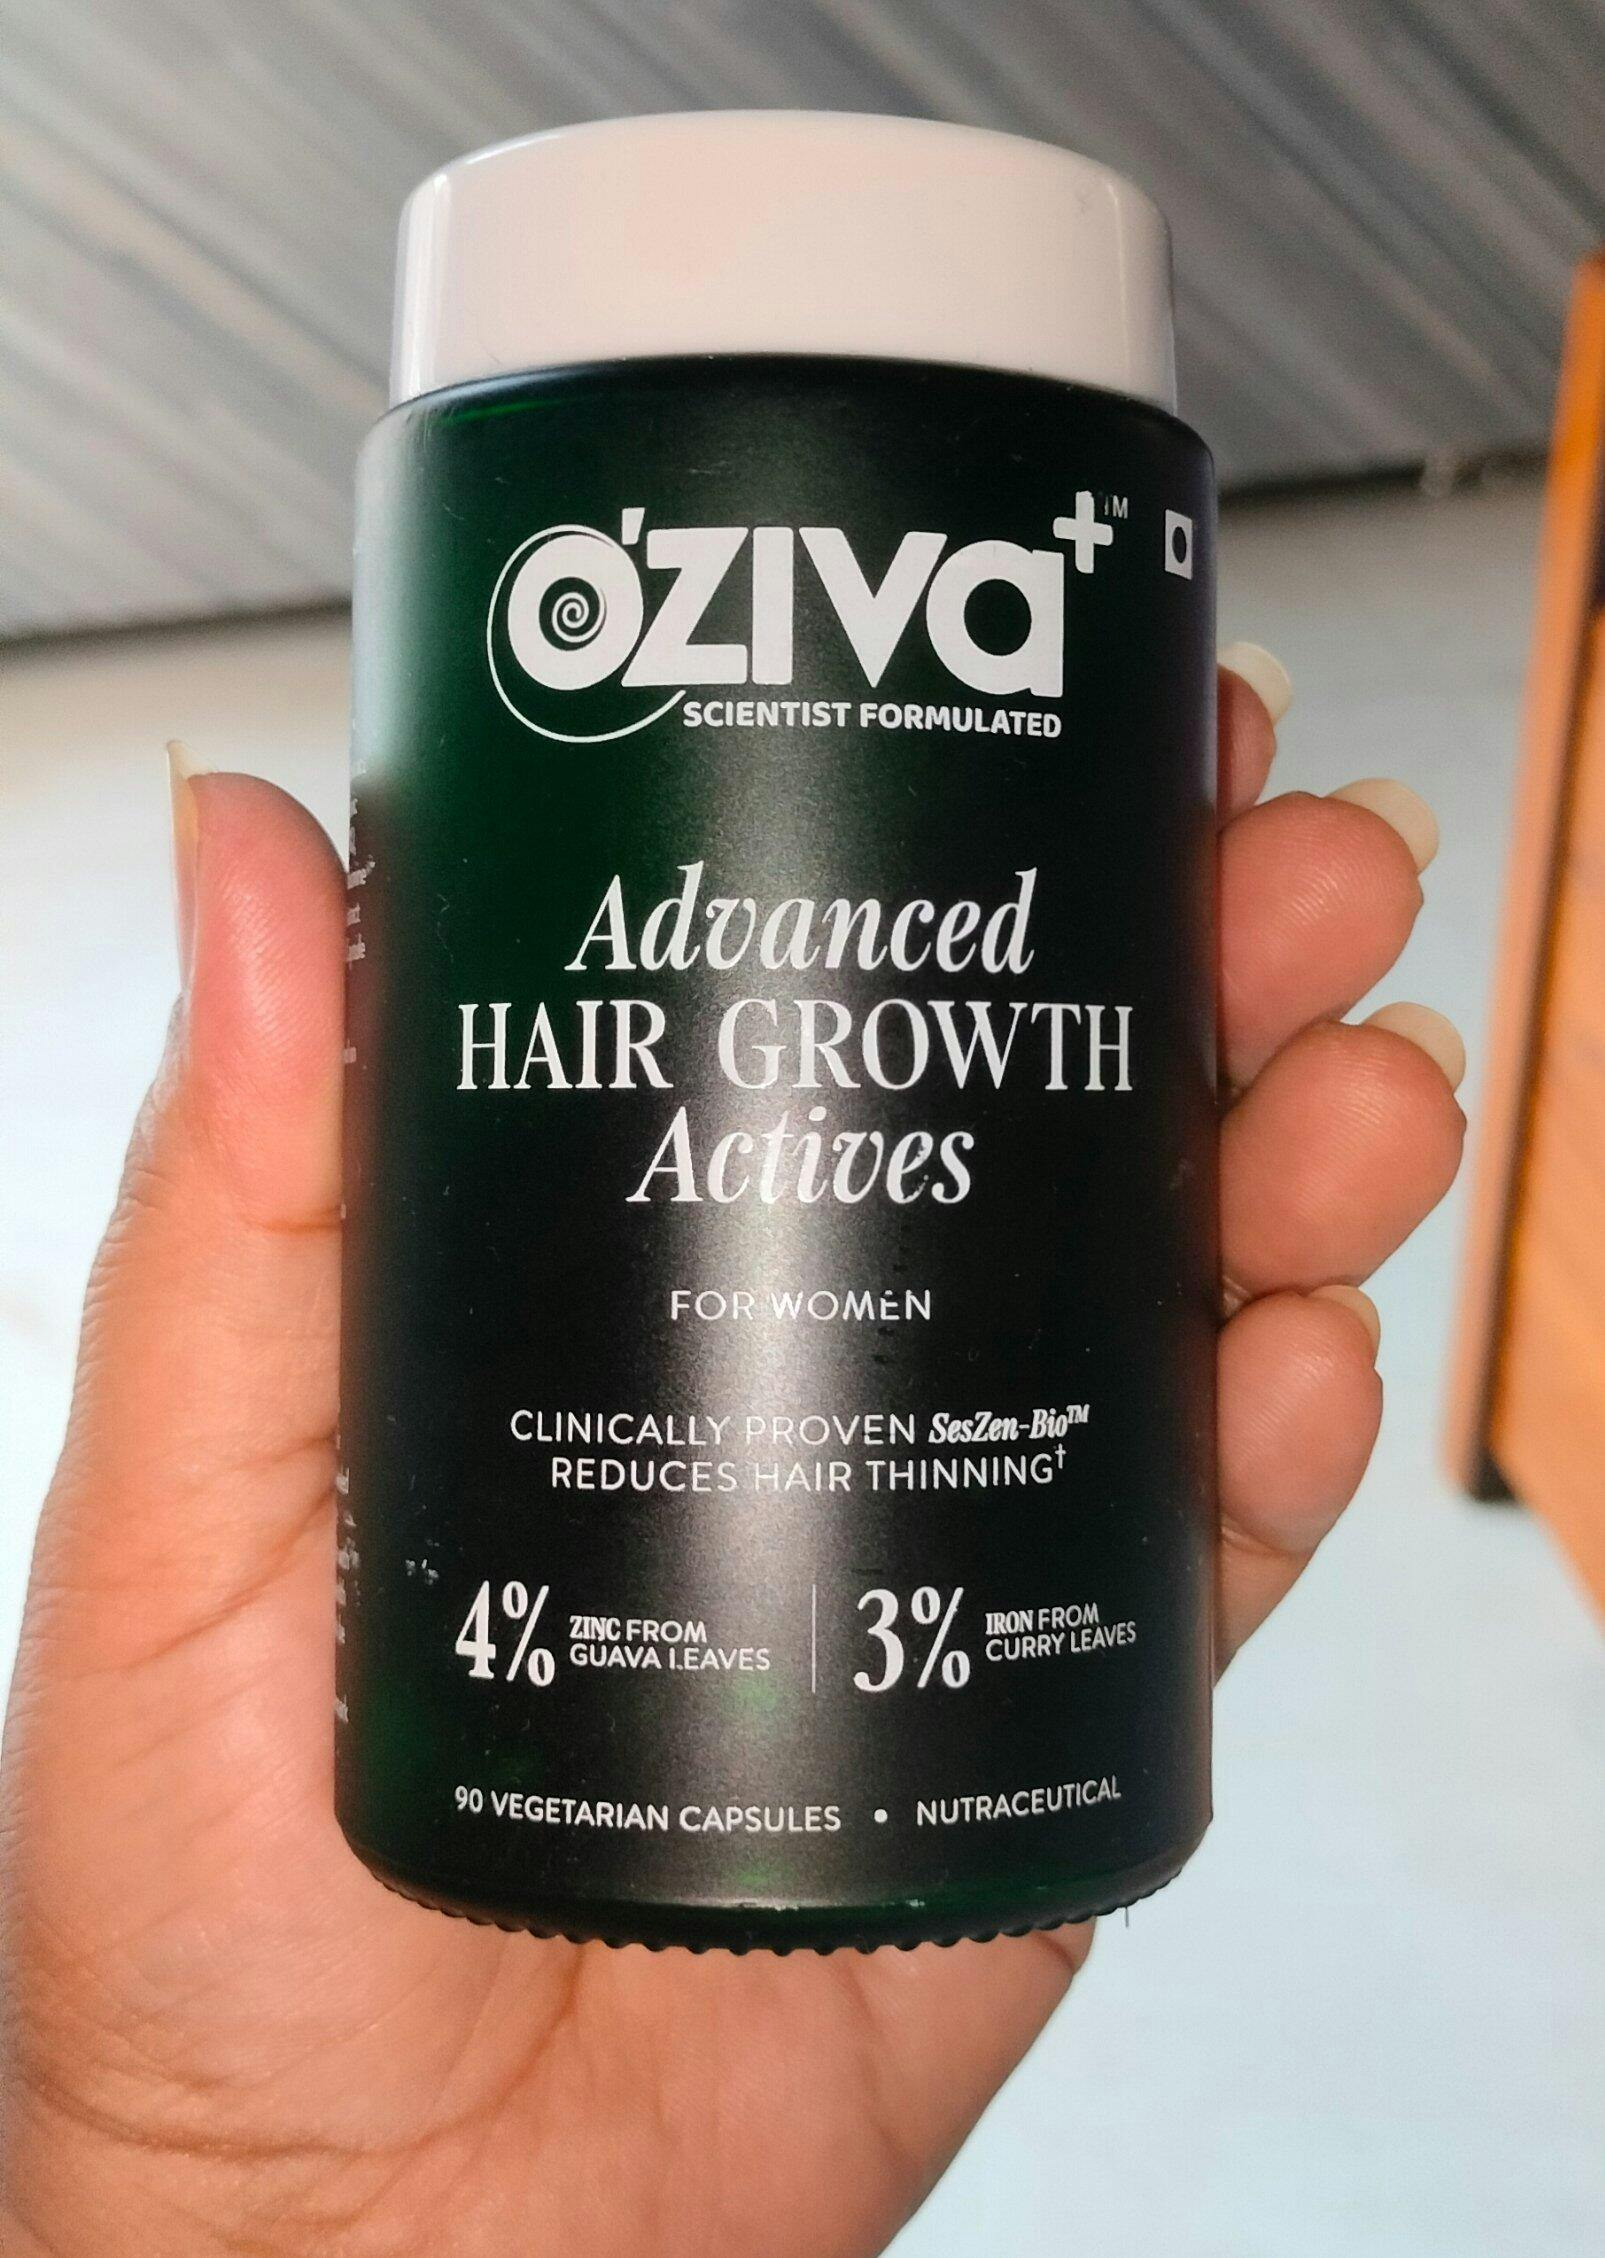 O'ZIVA+™
SCIENTIST FORMULATED
Advanced
HAIR GROWTH
Actives
FOR WOMEN
CLINICALLY PROVEN SesZen-Bio™
REDUCES HAIR THINNING†
4% ZINC FROM
GUAVA LEAVES
3% IRON FROM
CURRY LEAVES
90 VEGETARIAN CAPSULES • NUTRACEUTICAL